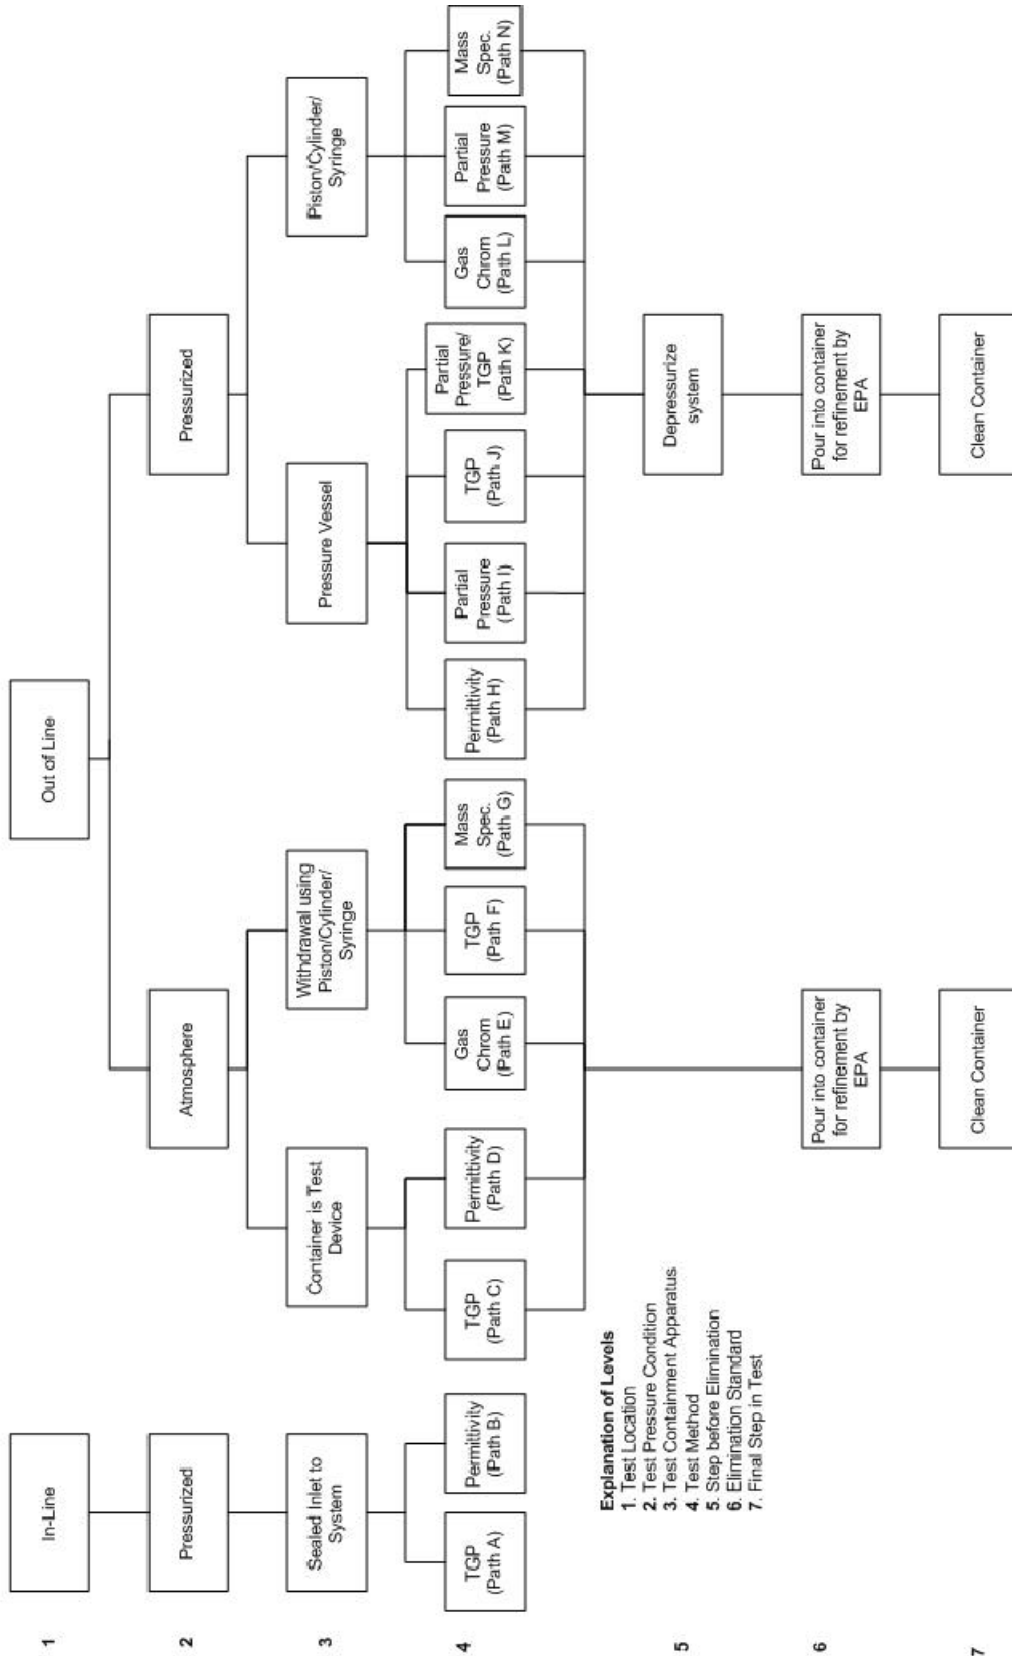 1
In-Line
Out of Line
2
Pressurized
Atmosphere
Pressurized
3
Sealed Inlet to
System
Container is Test
Device
Withdrawal using
Piston/Cylinder/
Syringe
Pressure Vessel
Piston/Cylinder/
Syringe
4
TGP
(Path A)
Permittivity
(Path B)
TGP
(Path C)
Permittivity
(Path D)
Gas
Chrom
(Path E)
TGP
(Path F)
Mass
Spec.
(Path G)
Permittivity
(Path H)
Partial
Pressure
(Path I)
TGP
(Path J)
Partial
Pressure/
TGP
(Path K)
Gas
Chrom
(Path L)
Partial
Pressure
(Path M)
Mass
Spec.
(Path N)
Explanation of Levels
1. Test Location
2. Test Pressure Condition
3. Test Containment Apparatus
4. Test Method
5. Step before Elimination
6. Elimination Standard
7. Final Step in Test
5
Depressurize
system
6
Pour into container
for refinement by
EPA
Pour into container
for refinement by
EPA
7
Clean Container
Clean Container